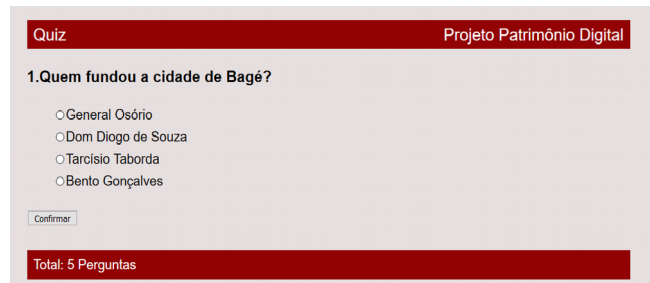 Quiz Projeto Patrimônio Digital
1.Quem fundou a cidade de Bagé?
General Osório
Dom Diogo de Souza
Tarcísio Taborda
Bento Gonçalves
Confirmar
Total: 5 Perguntas